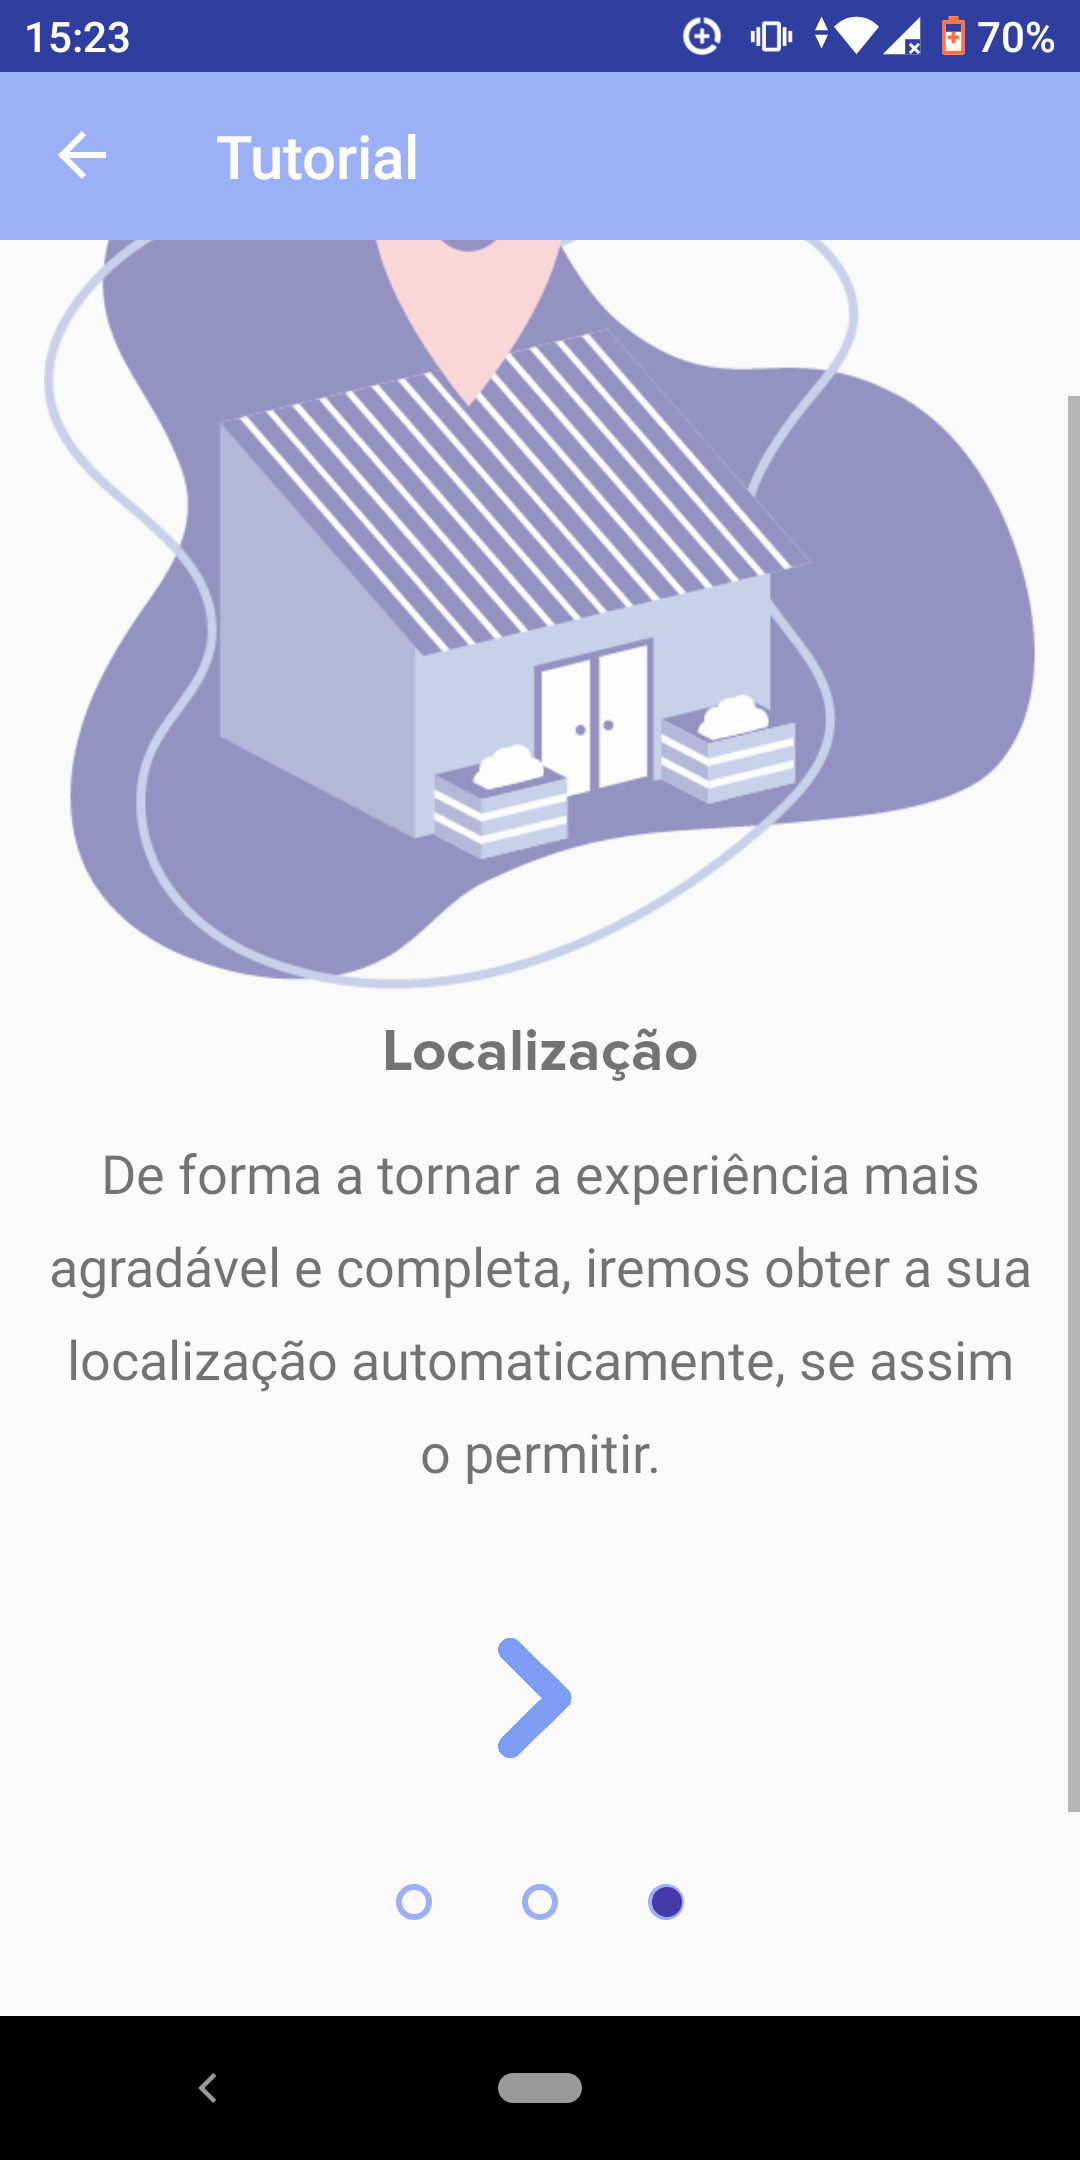 15:23
70%
Tutorial
Localização
De forma a tornar a experiência mais
agradável e completa, iremos obter a sua
localização automaticamente, se assim
o permitir.